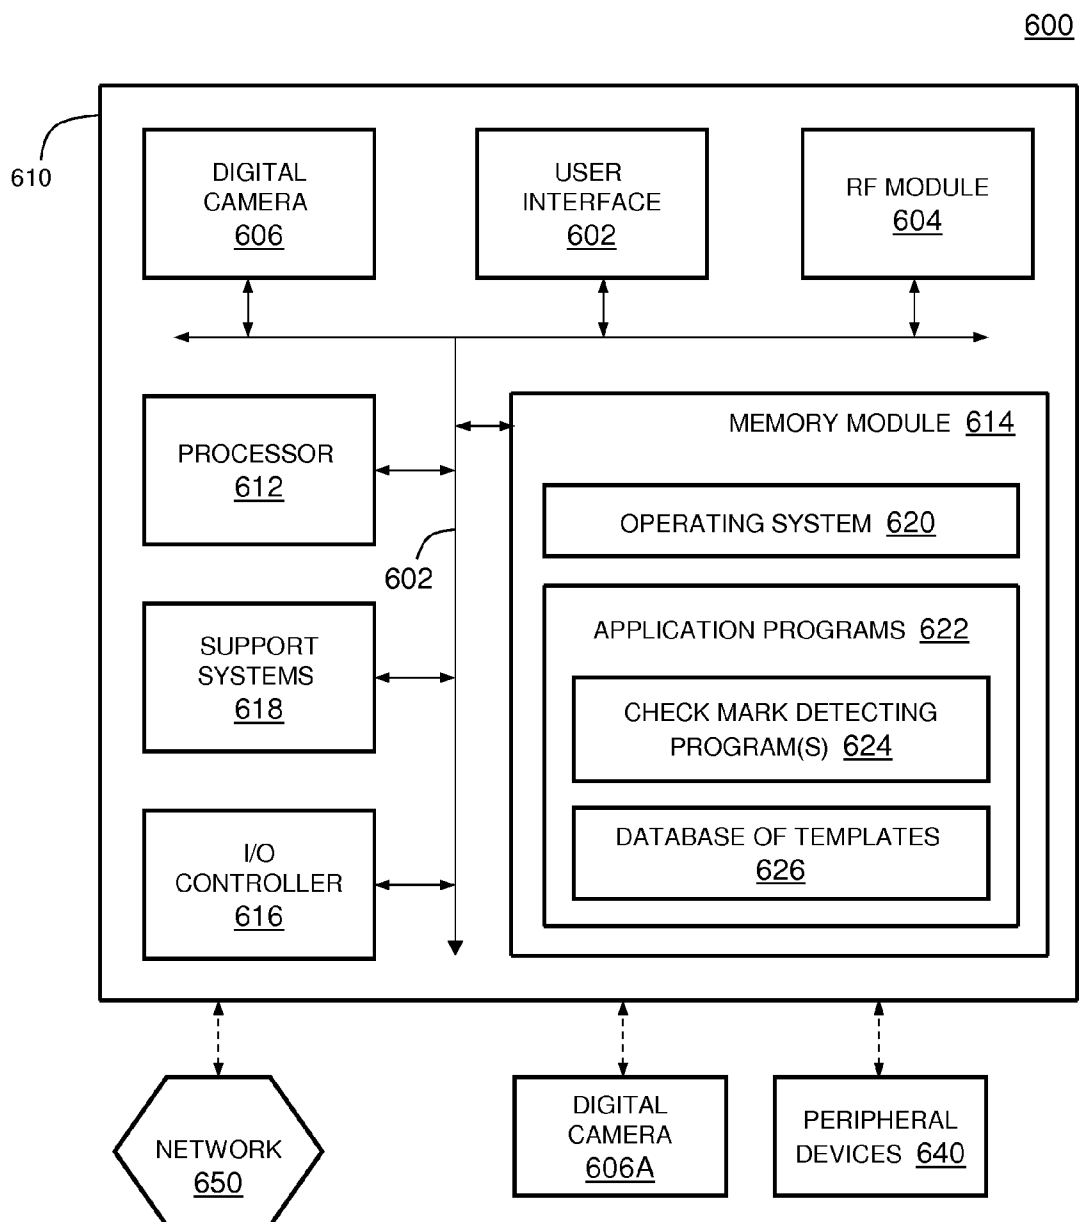 600
610
DIGITAL
CAMERA
606
USER
INTERFACE
602
RF MODULE
604
PROCESSOR
612
MEMORY MODULE 614
OPERATING SYSTEM 620
602
SUPPORT
SYSTEMS
618
APPLICATION PROGRAMS 622
CHECK MARK DETECTING
PROGRAM(S) 624
DATABASE OF TEMPLATES
626
I/O
CONTROLLER
616
NETWORK
650
DIGITAL
CAMERA
606A
PERIPHERAL
DEVICES 640